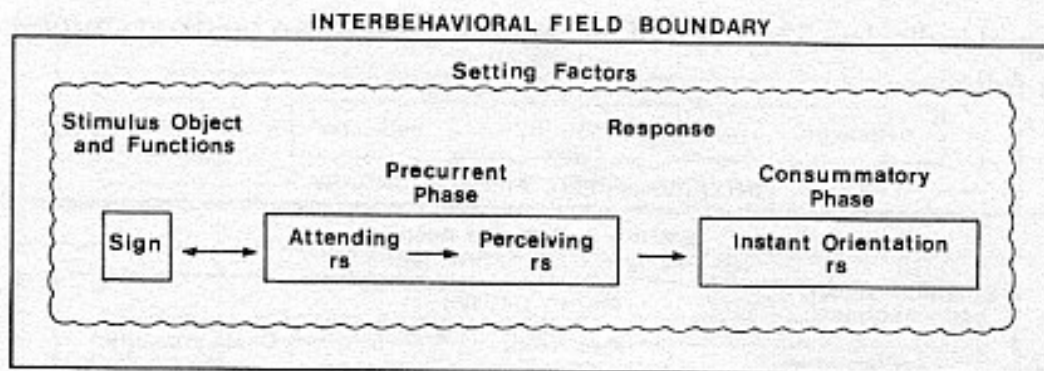 INTERBEHAVIORAL FIELD BOUNDARY
Setting Factors
Stimulus Object
and Functions
Response
Precurrent
Phase
Consummatory
Phase
Sign
Attending
rs
Perceiving
rs
Instant Orientation
rs